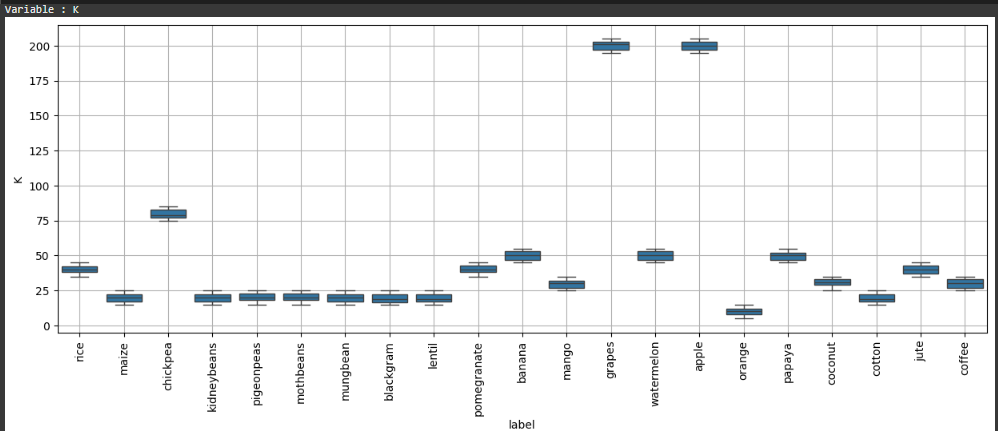 Variable : K
200
175
150
125
100
75
50
25
0
K
rice
maize
chickpea
kidneybeans
pigeonpeas
mothbeans
mungbean
blackgram
lentil
pomegranate
banana
mango
grapes
watermelon
apple
orange
papaya
coconut
cotton
jute
coffee
label